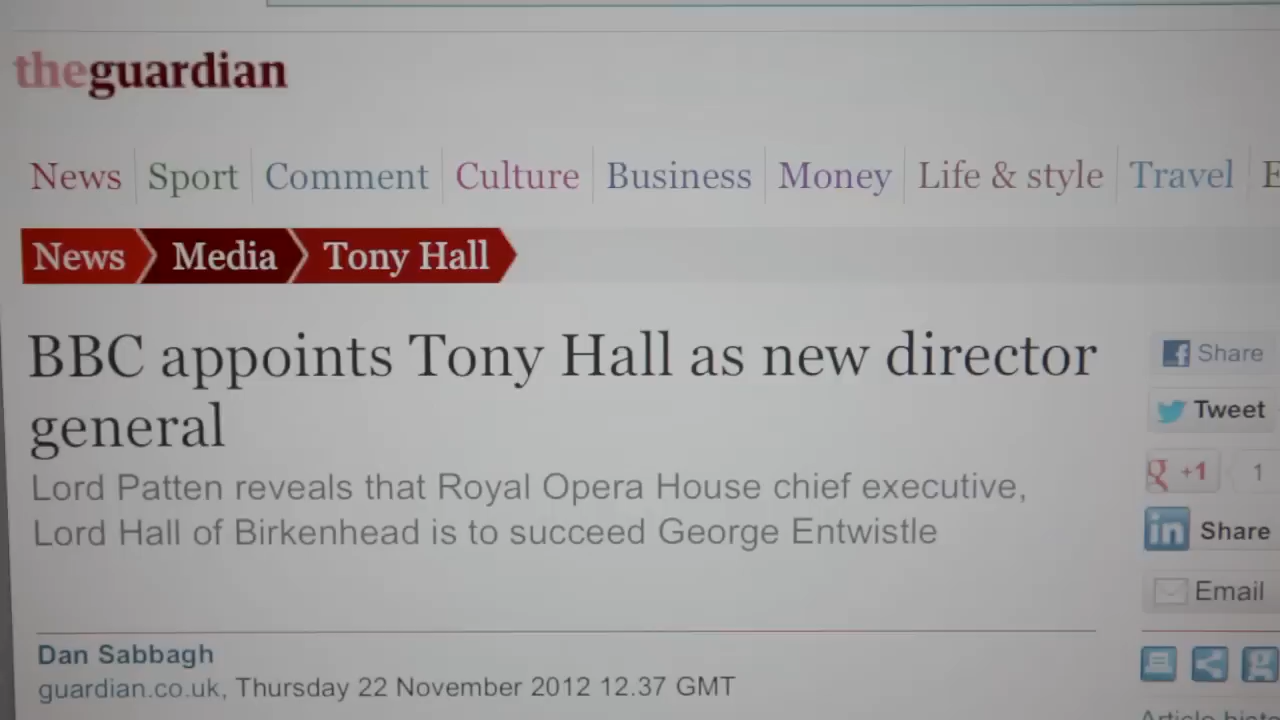 theguardian
News Sport Comment Culture Business Money Life & style Travel
News Media Tony Hall
BBC appoints Tony Hall as new director
general
Lord Patten reveals that Royal Opera House chief executive,
Lord Hall of Birkenhead is to succeed George Entwistle
Dan Sabbagh
guardian.co.uk, Thursday 22 November 2012 12.37 GMT
Share
Tweet
+1 1
in Share
Email